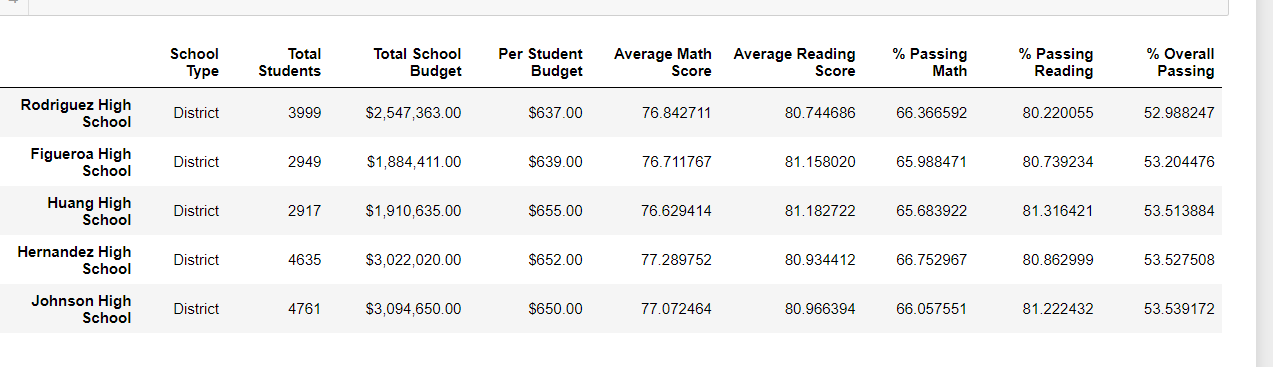 School Type Total Students Total School Budget Per Student Budget Average Math Score Average Reading Score % Passing Math % Passing Reading % Overall Passing
Rodriguez High School District 3999 $2,547,363.00 $637.00 76.842711 80.744686 66.366592 80.220055 52.988247
Figueroa High School District 2949 $1,884,411.00 $639.00 76.711767 81.158020 65.988471 80.739234 53.204476
Huang High School District 2917 $1,910,635.00 $655.00 76.629414 81.182722 65.683922 81.316421 53.513884
Hernandez High School District 4635 $3,022,020.00 $652.00 77.289752 80.934412 66.752967 80.862999 53.527508
Johnson High School District 4761 $3,094,650.00 $650.00 77.072464 80.966394 66.057551 81.222432 53.539172